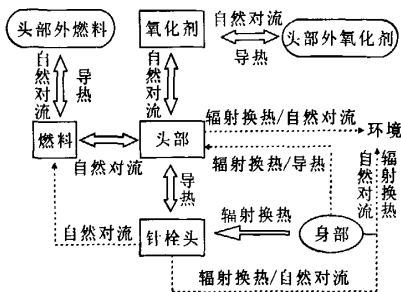 头部外燃料
氧化剂
自然对流
导热
头部外氧化剂
自然对流
导热
自然对流
导热
燃料
自然对流
头部
辐射换热/自然对流
环境
辐射换热/导热
自然对流
辐射换热
导热
自然对流
针栓头
辐射换热
身部
辐射换热/自然对流